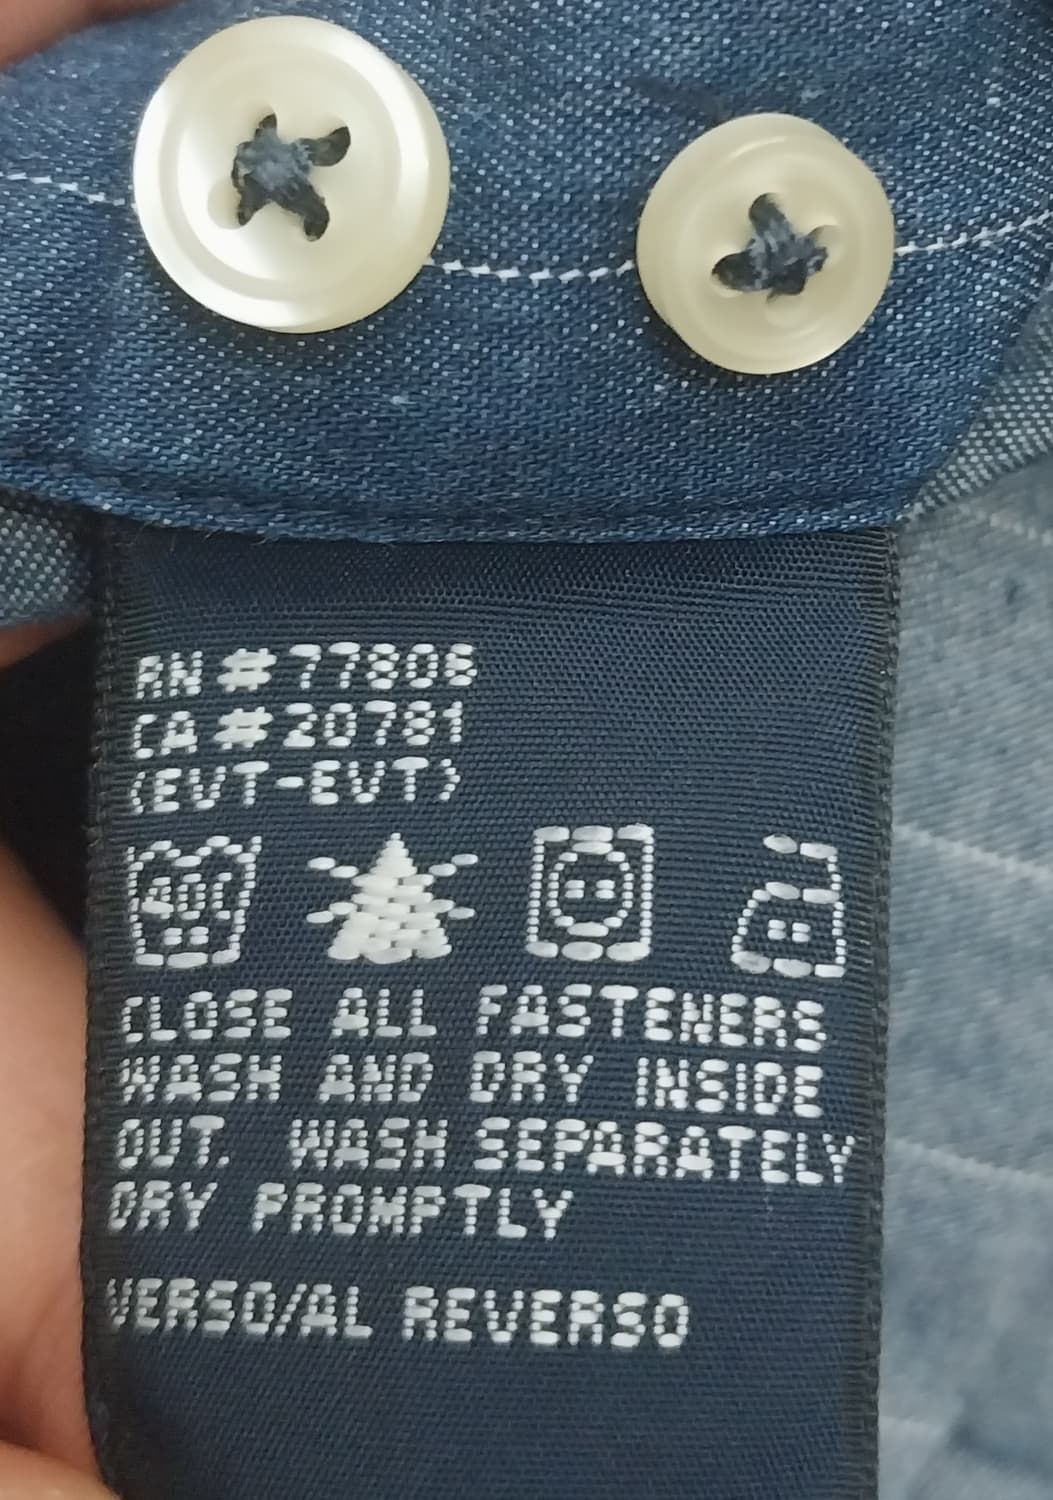 RN # 77806
CA # 20781
(EVT-EVT)
40C
CLOSE ALL FASTENERS
WASH AND DRY INSIDE
OUT. WASH SEPARATELY
DRY PROMPTLY
VERSO/AL REVERSO